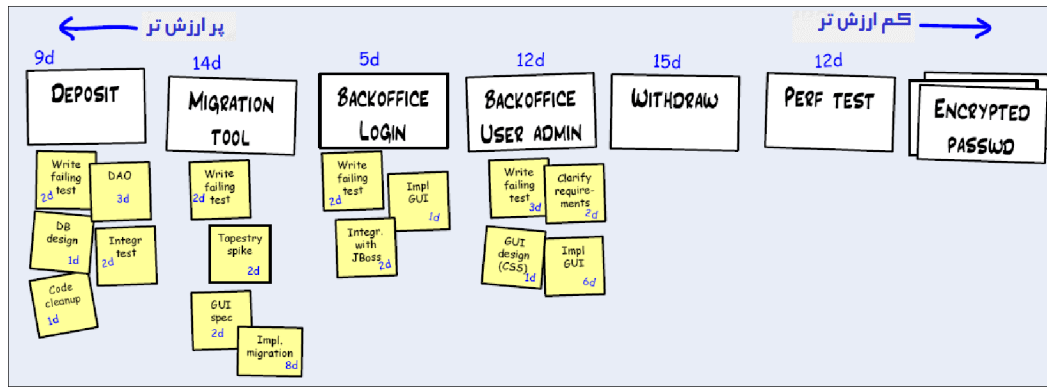 پر ارزش تر
کم ارزش تر
9d
DEPOSIT
Write
failing
test
2d
DAO
3d
DB
design
1d
Integr
test
2d
Code
cleanup
1d
14d
MIGRATION
TOOL
Write
failing
test
2d
Tapestry
spike
2d
GUI
spec
2d
Impl.
migration
8d
5d
BACKOFFICE
LOGIN
Write
failing
test
2d
Impl
GUI
1d
Integr.
with
JBoss
2d
12d
BACKOFFICE
USER ADMIN
Write
failing
test
3d
Clarify
require-
ments
2d
GUI
design
(CSS)
1d
Impl
GUI
6d
15d
WITHDRAW
12d
PERF TEST
ENCRYPTED
PASSWD